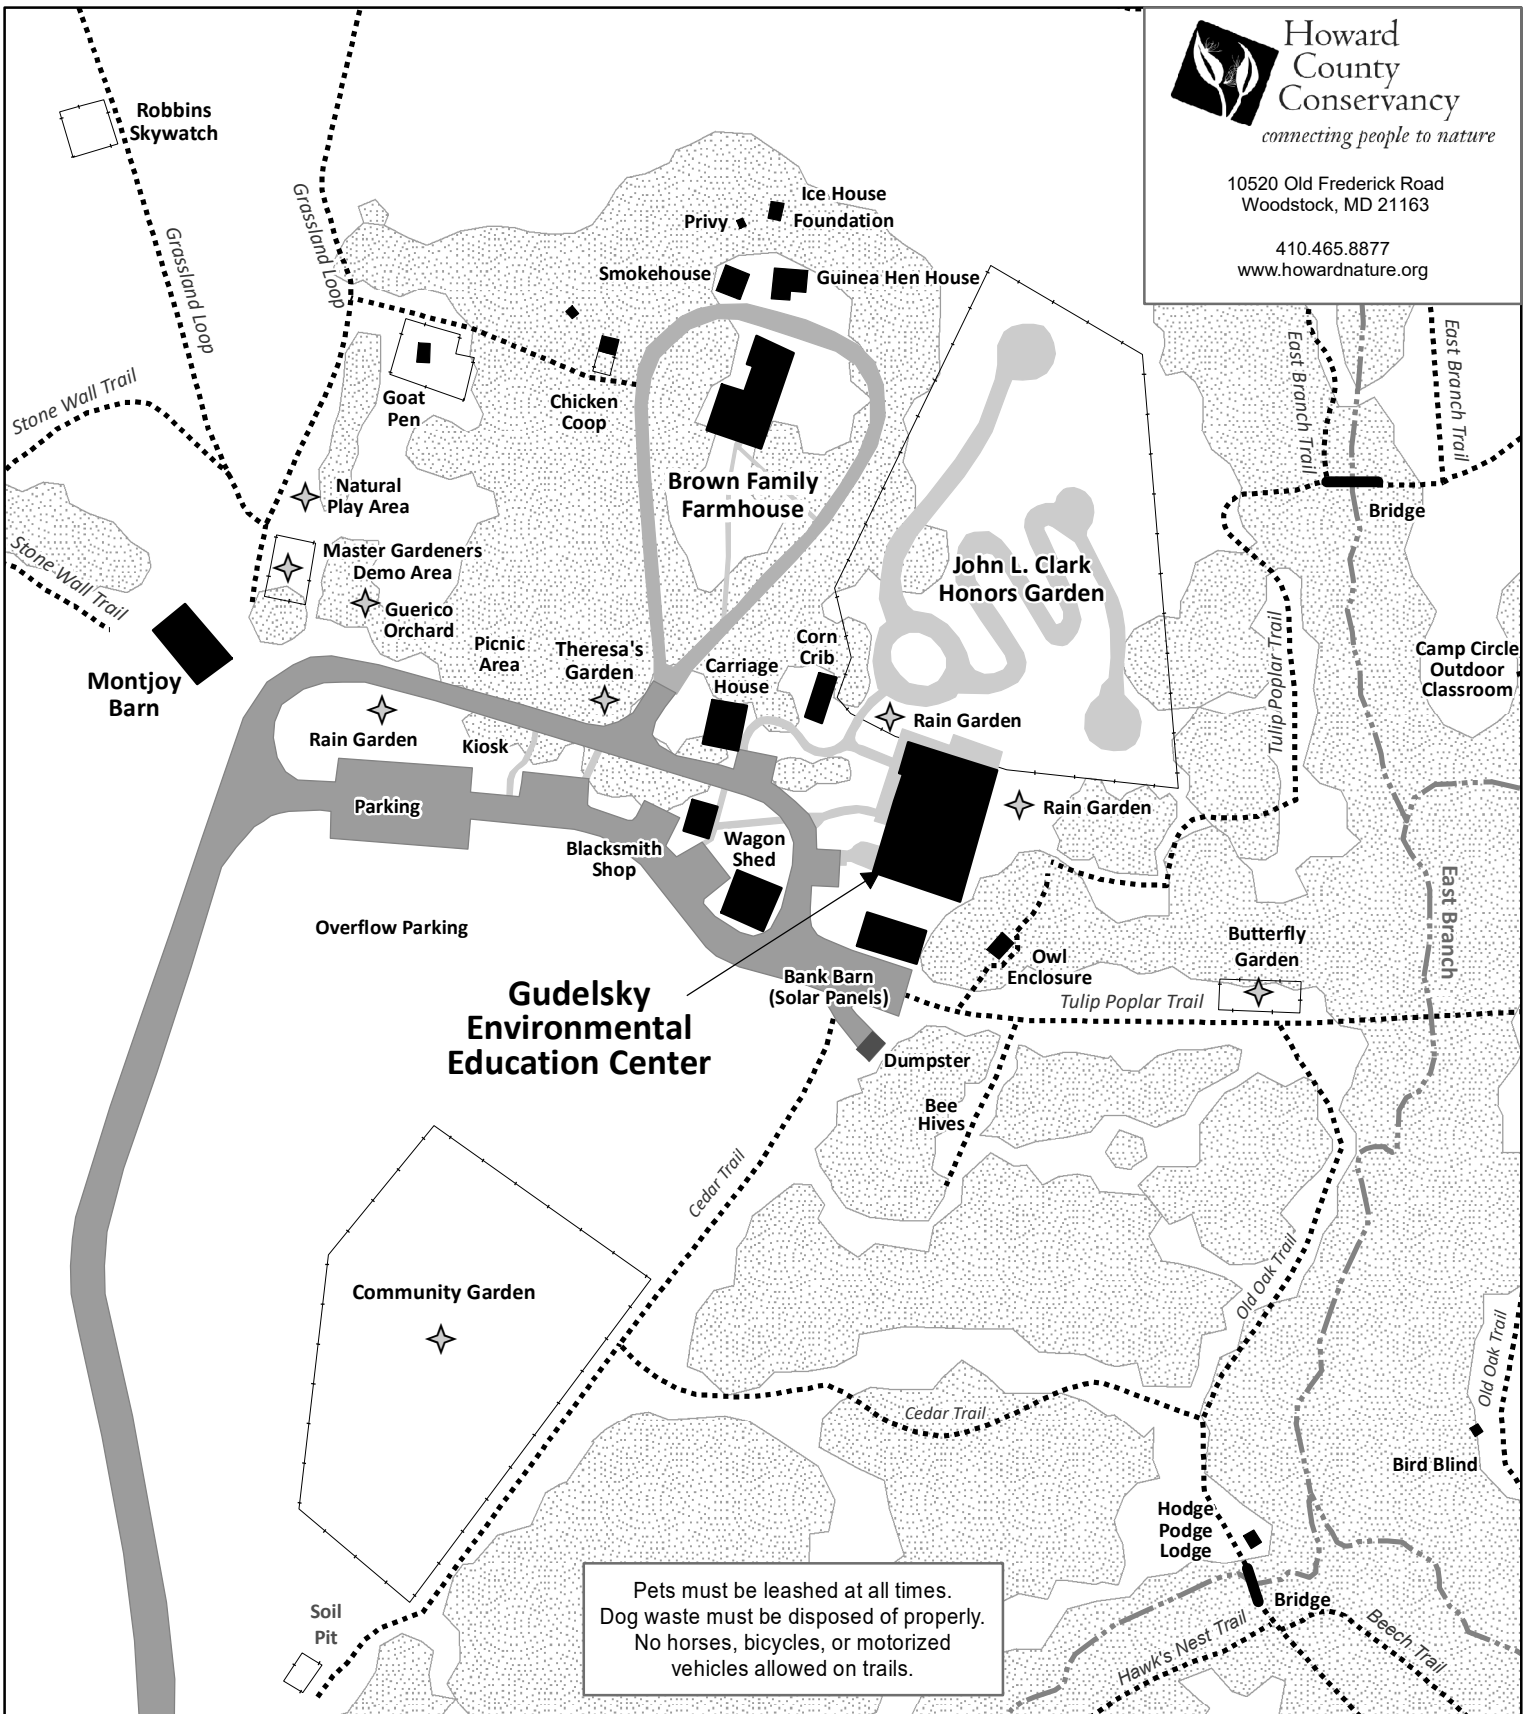 Howard
County
Conservancy
connecting people to nature
10520 Old Frederick Road
Woodstock, MD 21163
410.465.8877
www.howardnature.org
Robbins
Skywatch
Grassland Loop
Grassland Loop
Ice House
Foundation
Privy
Smokehouse
Guinea Hen House
Stone Wall Trail
Goat
Pen
Chicken
Coop
East Branch Trail
East Branch Trail
Bridge
Brown Family
Farmhouse
Natural
Play Area
Stone Wall Trail
Master Gardeners
Demo Area
Guerico
Orchard
John L. Clark
Honors Garden
Picnic
Area
Theresa's
Garden
Corn
Crib
Carriage
House
Tulip Poplar Trail
Camp Circle
Outdoor
Classroom
Montjoy
Barn
Rain Garden
Rain Garden
Kiosk
Parking
Rain Garden
Blacksmith
Shop
Wagon
Shed
East Branch
Overflow Parking
Butterfly
Garden
Owl
Enclosure
Bank Barn
(Solar Panels)
Tulip Poplar Trail
Gudelsky
Environmental
Education Center
Dumpster
Bee
Hives
Cedar Trail
Old Oak Trail
Community Garden
Old Oak Trail
Cedar Trail
Bird Blind
Hodge
Podge
Lodge
Bridge
Soil
Pit
Hawk's Nest Trail
Beech Trail
Pets must be leashed at all times.
Dog waste must be disposed of properly.
No horses, bicycles, or motorized
vehicles allowed on trails.